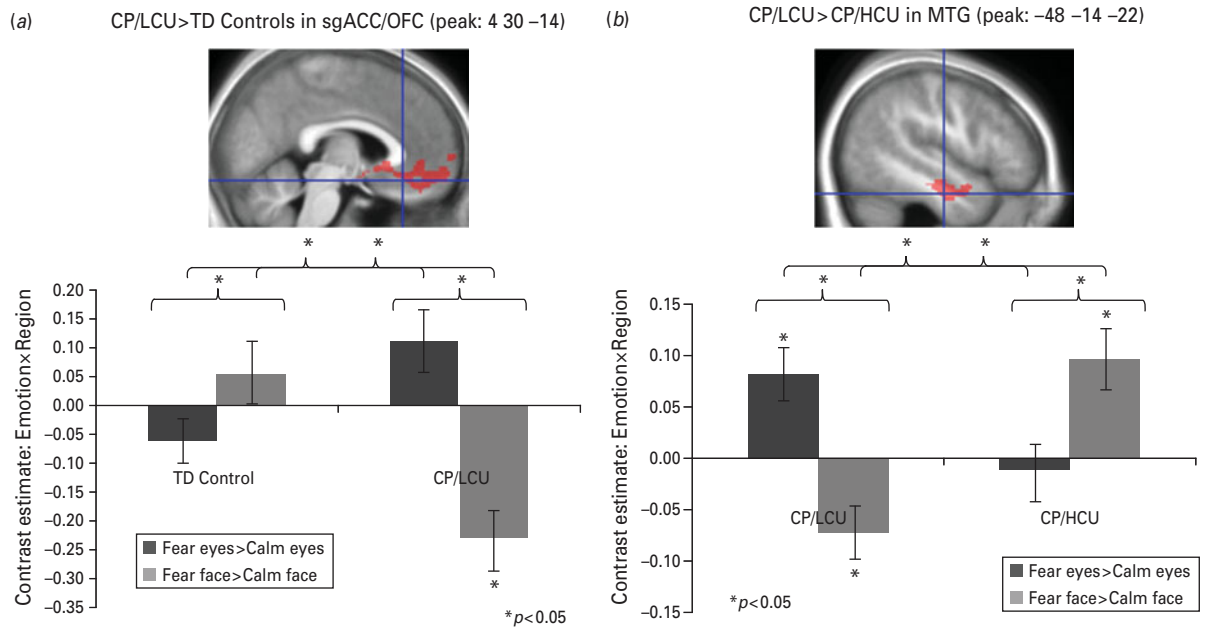 (a) CP/LCU>TD Controls in sgACC/OFC (peak: 4 30 –14)
* *
* *
Contrast estimate: Emotion×Region
0.20
0.15
0.10
0.05
0.00
–0.05
–0.10
–0.15
–0.20
–0.25
–0.30
–0.35
TD Control
CP/LCU
Fear eyes>Calm eyes
Fear face>Calm face
*
*p<0.05
(b) CP/LCU>CP/HCU in MTG (peak: –48 –14 –22)
* *
* *
Contrast estimate: Emotion×Region
0.15
0.10
0.05
0.00
–0.05
–0.10
–0.15
* *
CP/LCU
CP/HCU
*
*p<0.05
Fear eyes>Calm eyes
Fear face>Calm face